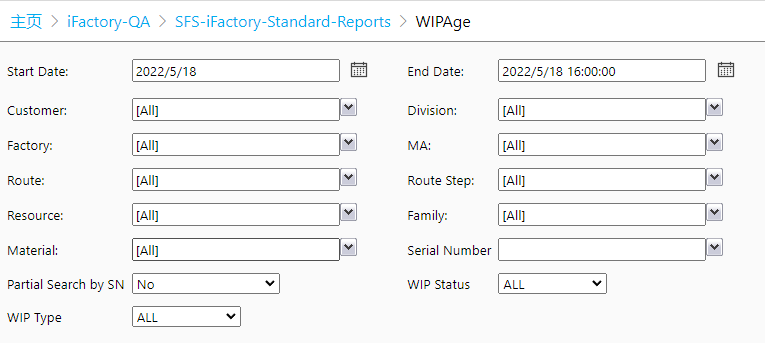 主页 > iFactory-QA > SFS-iFactory-Standard-Reports > WIPAge
Start Date: 2022/5/18 End Date: 2022/5/18 16:00:00
Customer: [All] Division: [All]
Factory: [All] MA: [All]
Route: [All] Route Step: [All]
Resource: [All] Family: [All]
Material: [All] Serial Number
Partial Search by SN No WIP Status ALL
WIP Type ALL